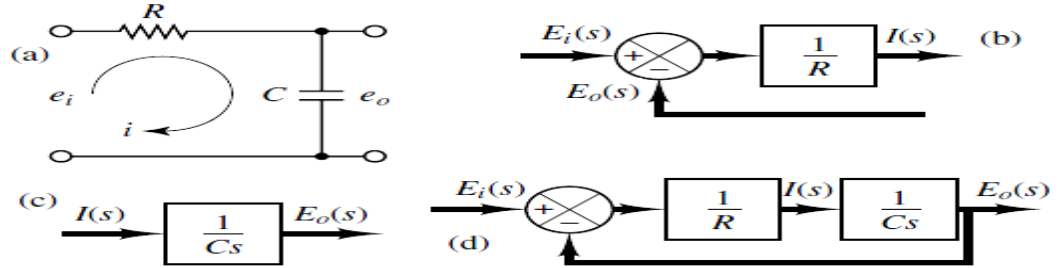 (a)
R
e_i
i
C
e_o
E_i(s)
+
−
E_o(s)
1
R
I(s)
(b)
(c)
I(s)
1
Cs
E_o(s)
E_i(s)
+
−
(d)
1
R
I(s)
1
Cs
E_o(s)